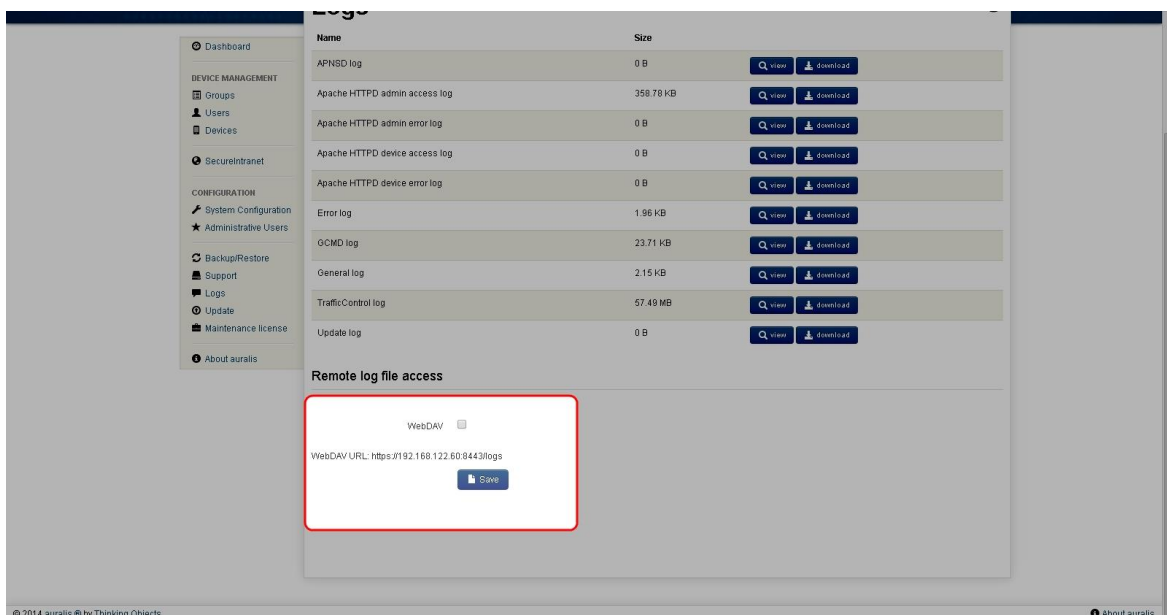 Logs
Dashboard
DEVICE MANAGEMENT
Groups
Users
Devices
SecureIntranet
CONFIGURATION
System Configuration
Administrative Users
Backup/Restore
Support
Logs
Update
Maintenance license
About auralis
Name Size
APNSD log 0 B view download
Apache HTTPD admin access log 358.78 KB view download
Apache HTTPD admin error log 0 B view download
Apache HTTPD device access log 0 B view download
Apache HTTPD device error log 0 B view download
Error log 1.96 KB view download
GCMD log 23.71 KB view download
General log 2.15 KB view download
TrafficControl log 57.49 MB view download
Update log 0 B view download
Remote log file access
WebDAV
WebDAV URL: https://192.168.122.60:8443/logs
Save
© 2014 auralis ® by Thinking Objects About auralis